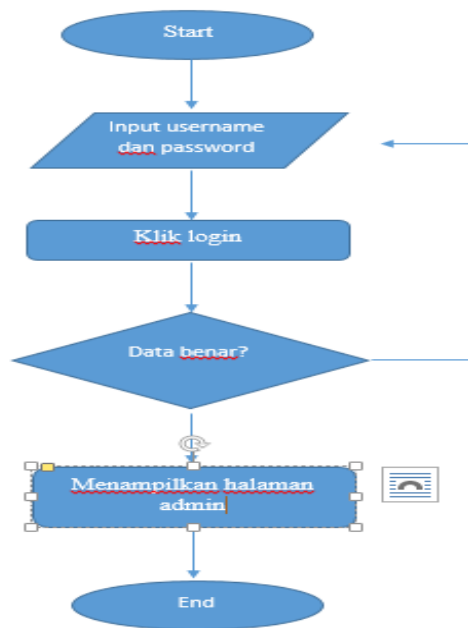 Start
Input username
dan password
Klik login
Data benar?
Menampilkan halaman
admin
End